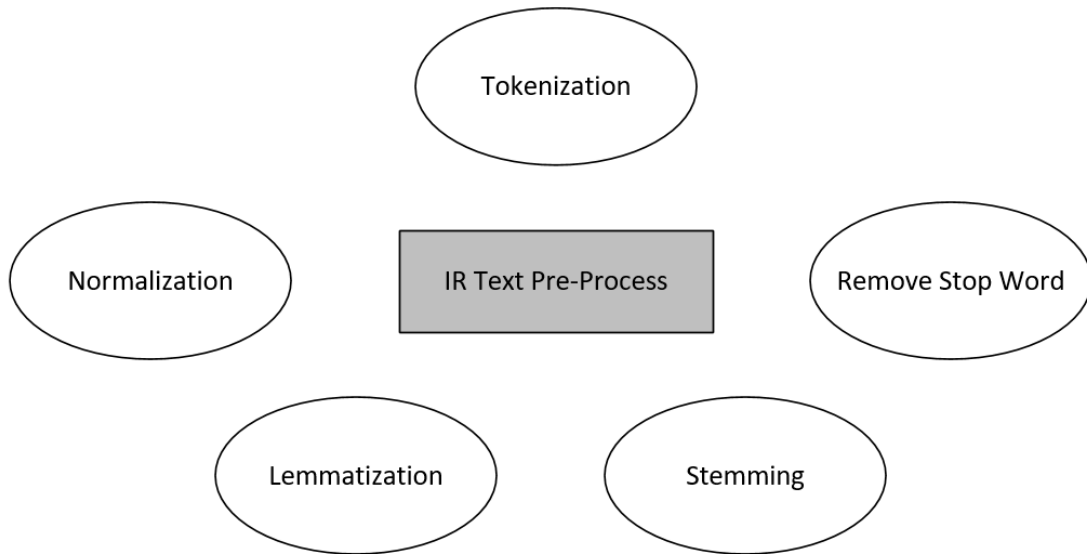 Tokenization
Normalization
IR Text Pre-Process
Remove Stop Word
Lemmatization
Stemming